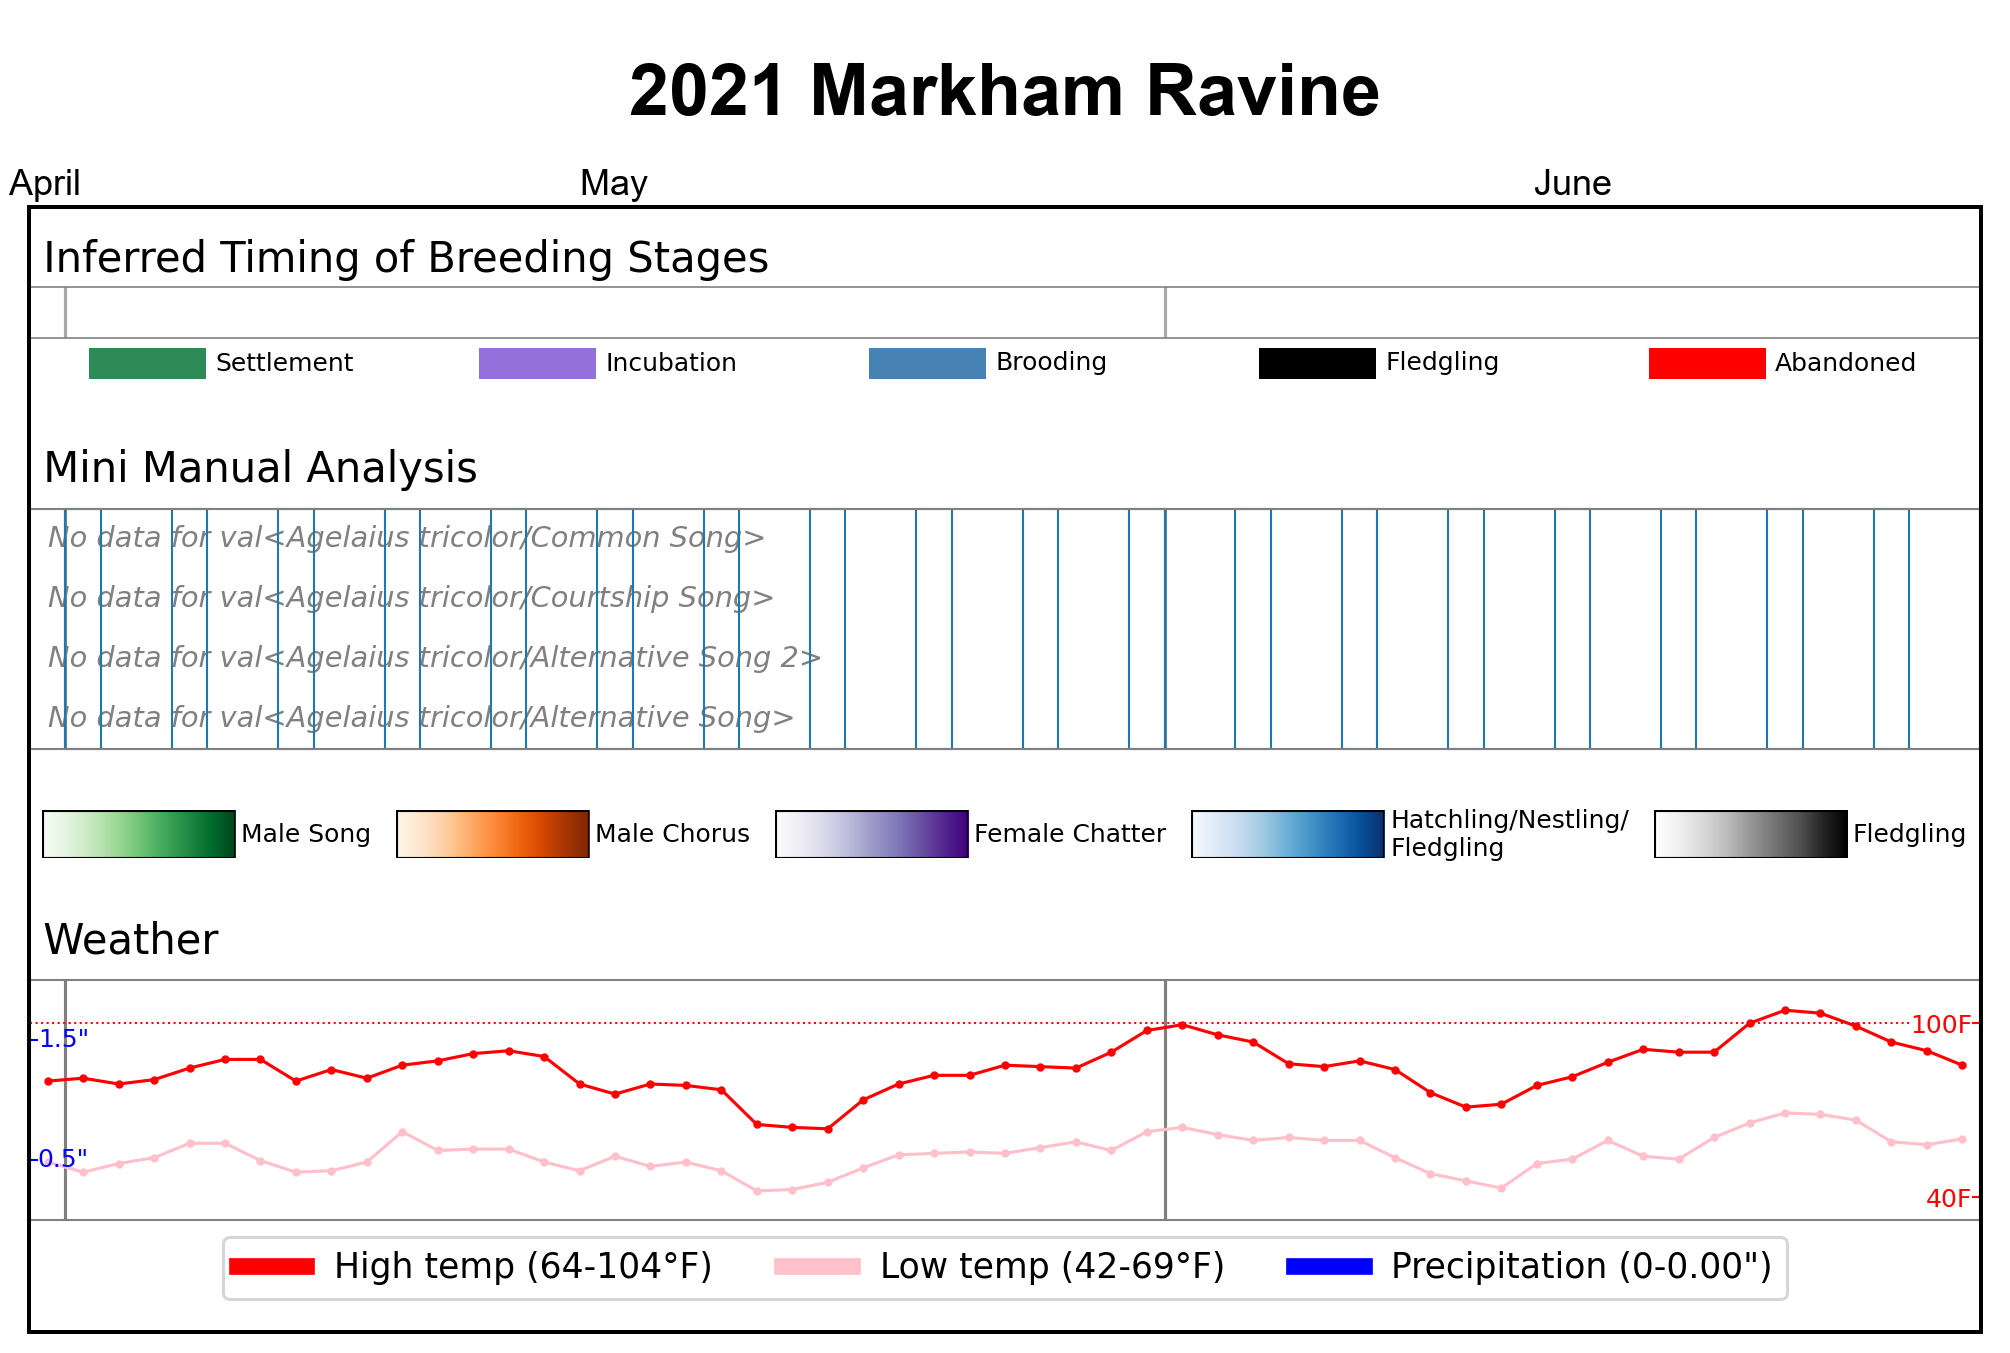 2021 Markham Ravine
April May June
Inferred Timing of Breeding Stages
Settlement Incubation Brooding Fledgling Abandoned
Mini Manual Analysis
No data for val<Agelaius tricolor/Common Song>
No data for val<Agelaius tricolor/Courtship Song>
No data for val<Agelaius tricolor/Alternative Song 2>
No data for val<Agelaius tricolor/Alternative Song>
Male Song Male Chorus Female Chatter Hatchling/Nestling/
Fledgling Fledgling
Weather
1.5" 100F
0.5" 40F
High temp (64-104°F) Low temp (42-69°F) Precipitation (0-0.00")